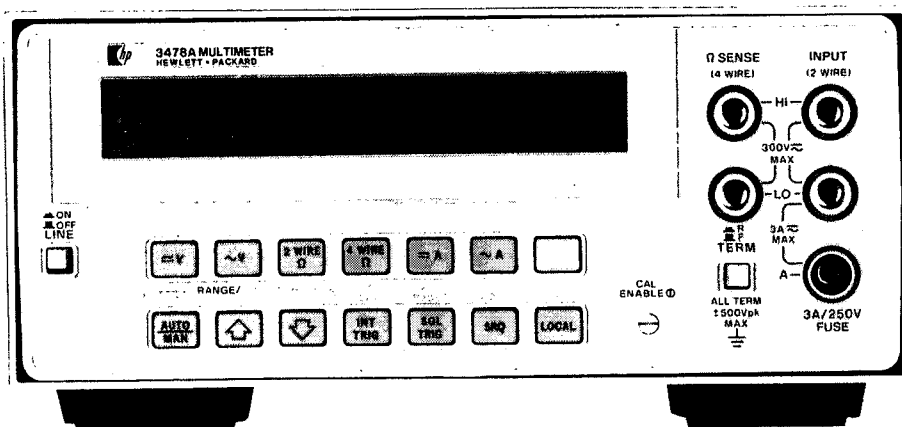 hp
3478A MULTIMETER
HEWLETT • PACKARD
Ω SENSE
(4 WIRE)
INPUT
(2 WIRE)
HI
300V⎓~
MAX
LO
3A⎓~
MAX
A
ON
OFF
LINE
R
F
TERM
ALL TERM
±500Vpk
MAX
3A/250V
FUSE
⎓V
~V
2 WIRE
Ω
4 WIRE
Ω
⎓A
~A
RANGE/
AUTO
MAN
INT
TRIG
SGL
TRIG
SRQ
LOCAL
CAL
ENABLE